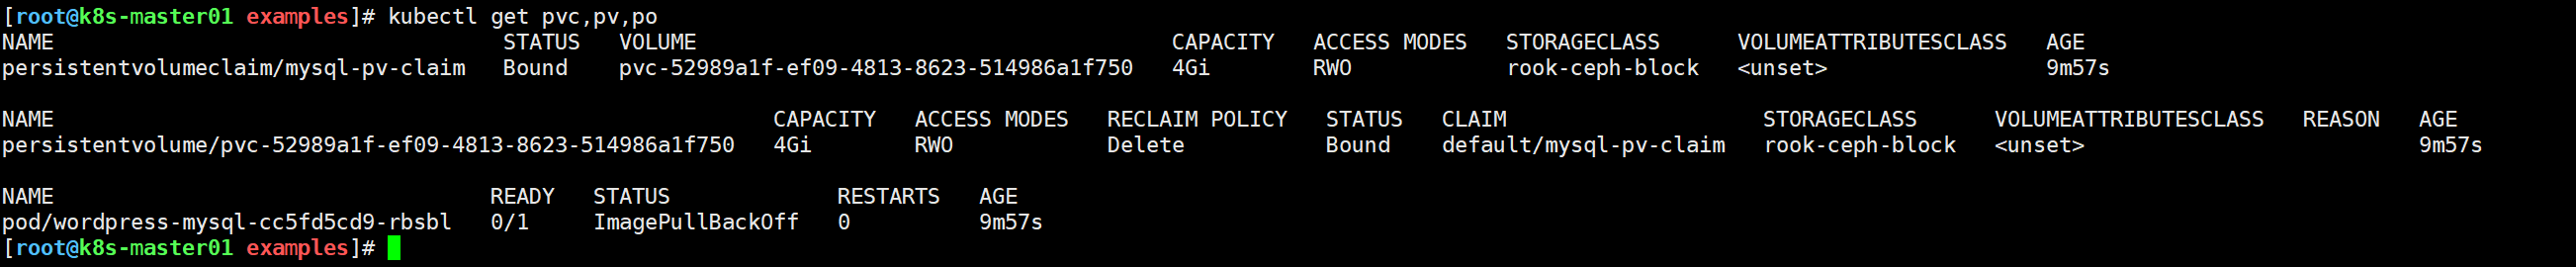 [root@k8s-master01 examples]# kubectl get pvc,pv,po
NAME STATUS VOLUME CAPACITY ACCESS MODES STORAGECLASS VOLUMEATTRIBUTESCLASS AGE
persistentvolumeclaim/mysql-pv-claim Bound pvc-52989a1f-ef09-4813-8623-514986a1f750 4Gi RWO rook-ceph-block <unset> 9m57s
NAME CAPACITY ACCESS MODES RECLAIM POLICY STATUS CLAIM STORAGECLASS VOLUMEATTRIBUTESCLASS REASON AGE
persistentvolume/pvc-52989a1f-ef09-4813-8623-514986a1f750 4Gi RWO Delete Bound default/mysql-pv-claim rook-ceph-block <unset> 9m57s
NAME READY STATUS RESTARTS AGE
pod/wordpress-mysql-cc5fd5cd9-rbsbl 0/1 ImagePullBackOff 0 9m57s
[root@k8s-master01 examples]#